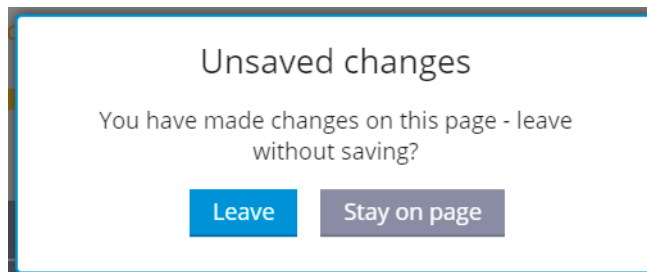 Unsaved changes
You have made changes on this page - leave
without saving?
Leave Stay on page